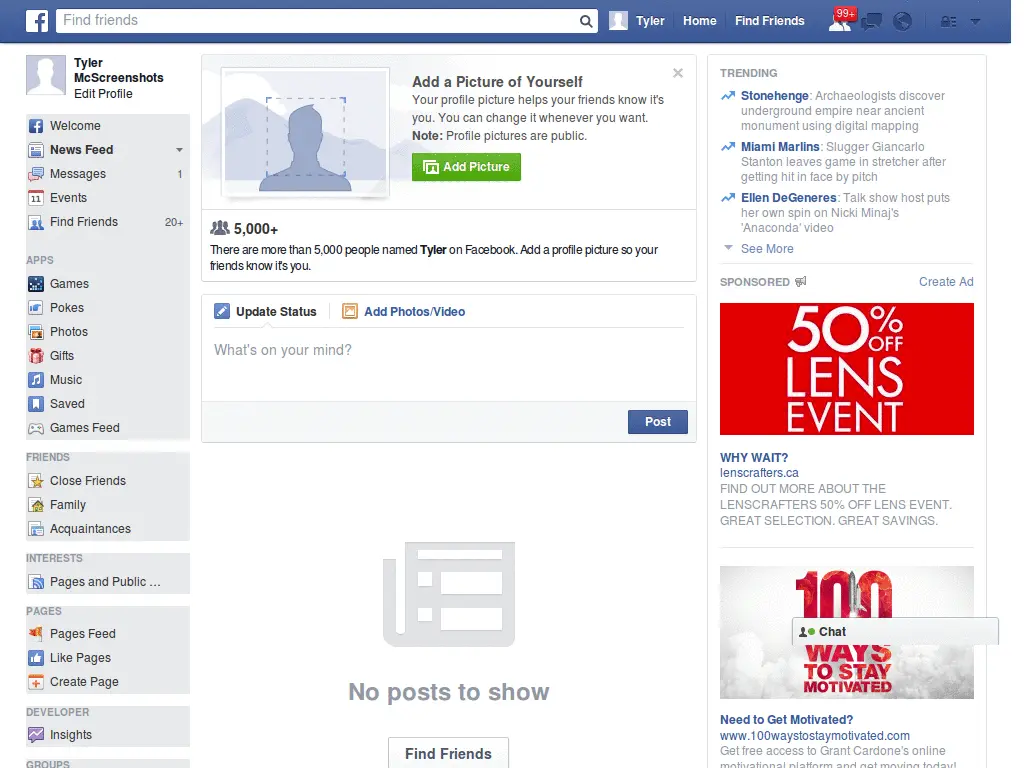 f
Find friends
Tyler
Home
Find Friends
99+
Tyler
McScreenshots
Edit Profile
Welcome
News Feed
Messages 1
11 Events
Find Friends 20+
APPS
Games
Pokes
Photos
Gifts
Music
Saved
Games Feed
FRIENDS
Close Friends
Family
Acquaintances
INTERESTS
Pages and Public ...
PAGES
Pages Feed
Like Pages
Create Page
DEVELOPER
Insights
GROUPS
Add a Picture of Yourself
Your profile picture helps your friends know it's
you. You can change it whenever you want.
Note: Profile pictures are public.
Add Picture
5,000+
There are more than 5,000 people named Tyler on Facebook. Add a profile picture so your
friends know it's you.
Update Status
Add Photos/Video
What's on your mind?
Post
No posts to show
Find Friends
TRENDING
Stonehenge: Archaeologists discover
underground empire near ancient
monument using digital mapping
Miami Marlins: Slugger Giancarlo
Stanton leaves game in stretcher after
getting hit in face by pitch
Ellen DeGeneres: Talk show host puts
her own spin on Nicki Minaj's
'Anaconda' video
See More
SPONSORED
Create Ad
50% OFF
LENS
EVENT
WHY WAIT?
lenscrafters.ca
FIND OUT MORE ABOUT THE
LENSCRAFTERS 50% OFF LENS EVENT.
GREAT SELECTION. GREAT SAVINGS.
100
Chat
WAYS
TO STAY
MOTIVATED
Need to Get Motivated?
www.100waystostaymotivated.com
Get free access to Grant Cardone's online
motivational platform and get moving today!